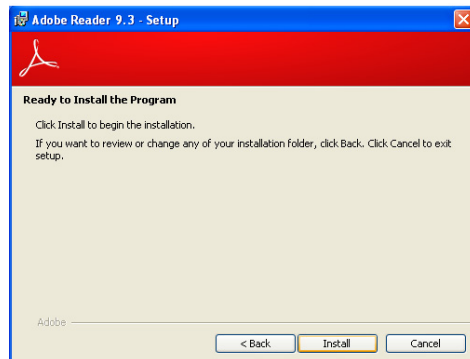 Adobe Reader 9.3 - Setup
Ready to Install the Program
Click Install to begin the installation.
If you want to review or change any of your installation folder, click Back. Click Cancel to exit
setup.
Adobe
< Back Install Cancel